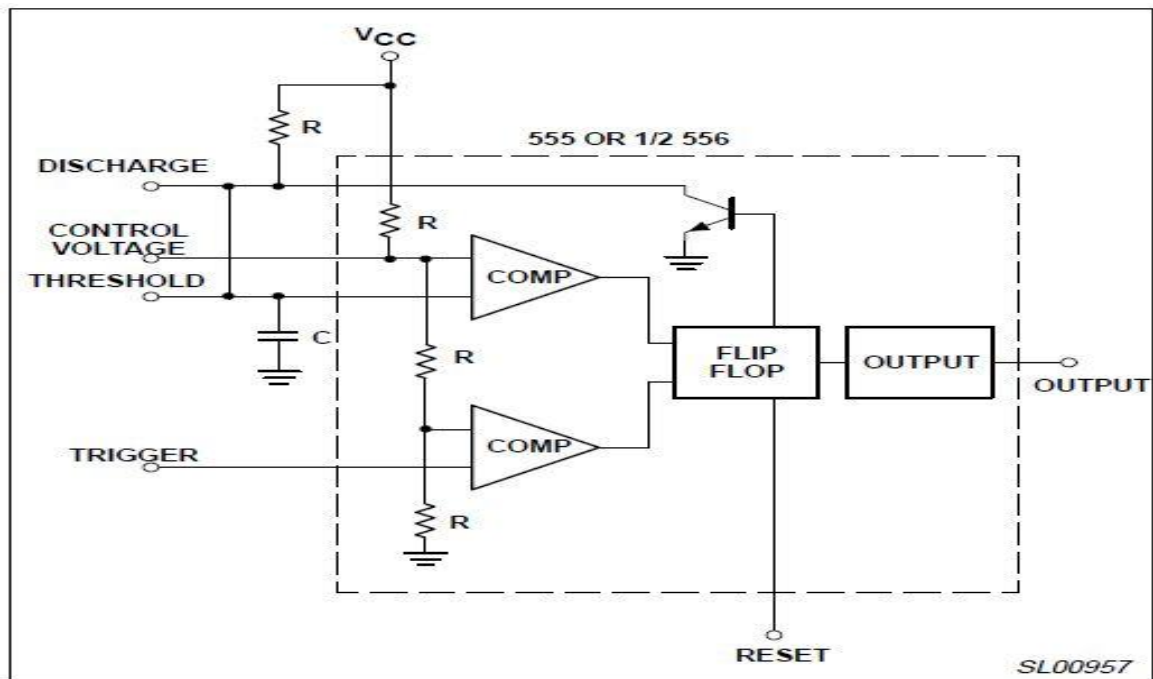 VCC
R
555 OR 1/2 556
DISCHARGE
R
CONTROL
VOLTAGE
COMP
THRESHOLD
C
R
FLIP
FLOP
OUTPUT
OUTPUT
COMP
TRIGGER
R
RESET
SL00957